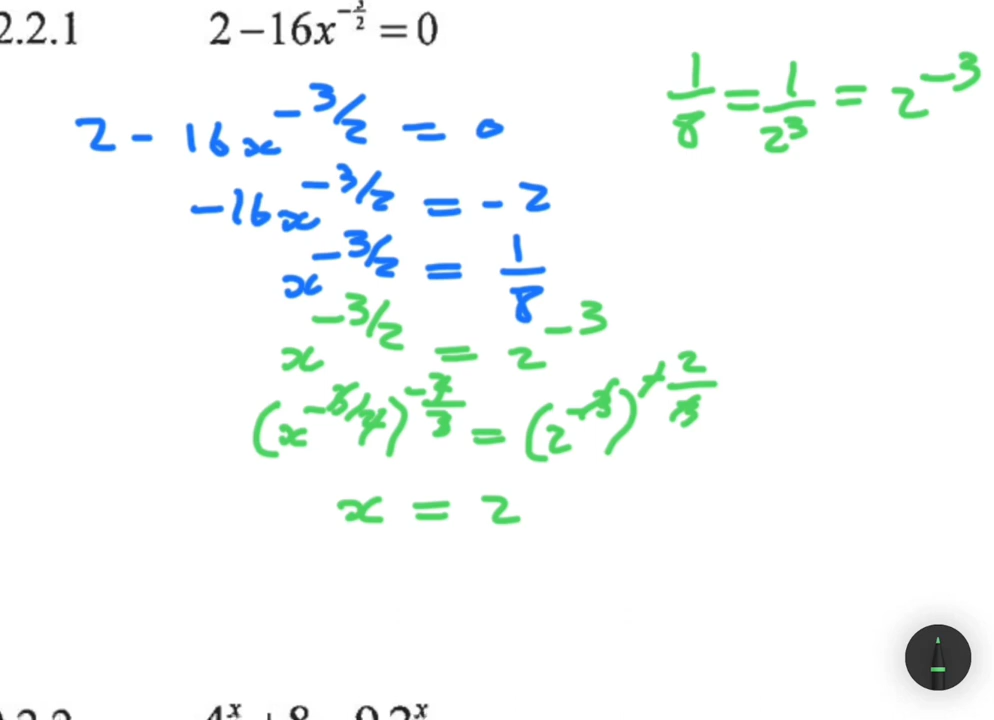 2.2.1 2−16x^{-3/2} = 0
1/8 = 1/2³ = 2^{-3}
2 - 16x^{-3/2} = 0
-16x^{-3/2} = -2
x^{-3/2} = 1/8
x^{-3/2} = 2^{-3}
(x^{-3/2})^{-2/3} = (2^{-3})^{-2/3}
x = 2